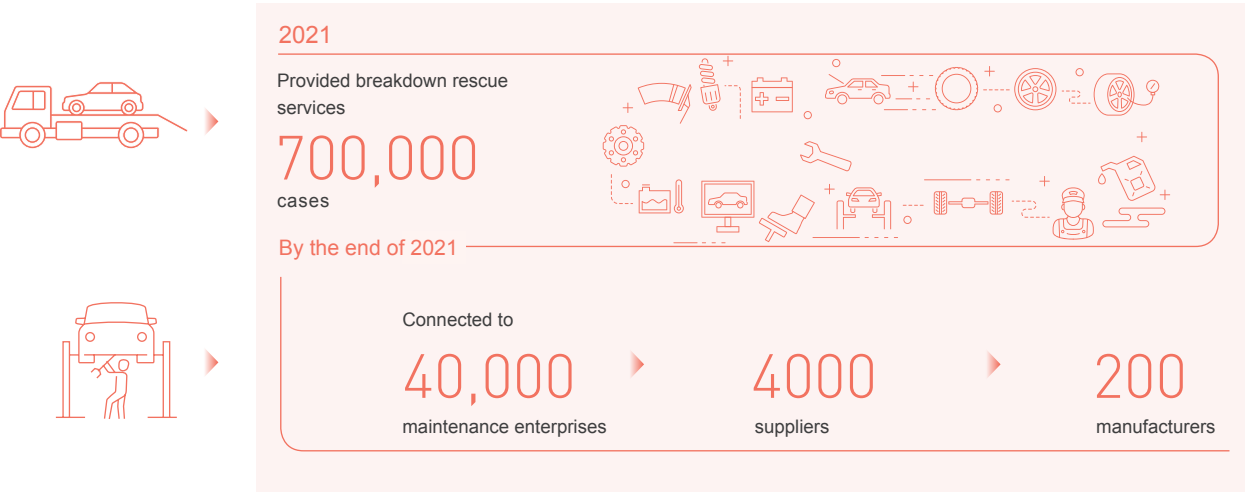 2021
Provided breakdown rescue
services
700,000
cases
By the end of 2021
Connected to
40,000
maintenance enterprises
4000
suppliers
200
manufacturers